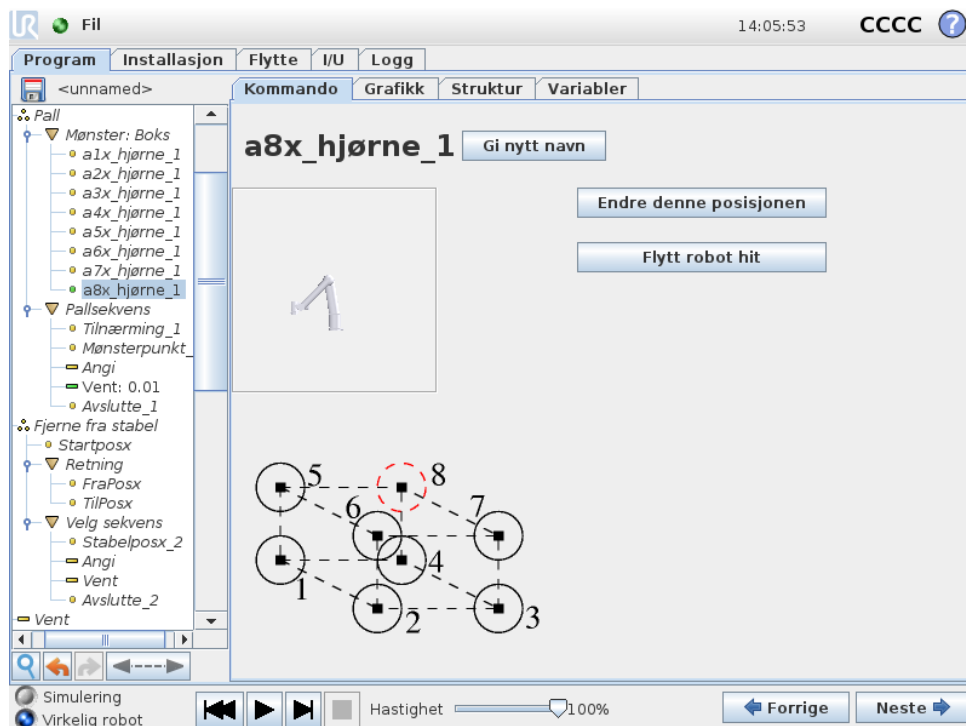 UR Fil 14:05:53 CCCC ?
Program Installasjon Flytte I/U Logg
<unnamed> Kommando Grafikk Struktur Variabler
Pall
Mønster: Boks
a1x_hjørne_1
a2x_hjørne_1
a3x_hjørne_1
a4x_hjørne_1
a5x_hjørne_1
a6x_hjørne_1
a7x_hjørne_1
a8x_hjørne_1
Pallsekvens
Tilnærming_1
Mønsterpunkt_
Angi
Vent: 0.01
Avslutte_1
Fjerne fra stabel
Startposx
Retning
FraPosx
TilPosx
Velg sekvens
Stabelposx_2
Angi
Vent
Avslutte_2
Vent
a8x_hjørne_1 Gi nytt navn
Endre denne posisjonen
Flytt robot hit
5 8
6 7
1 4
2 3
Simulering
Virkelig robot
Hastighet 100%
Forrige Neste